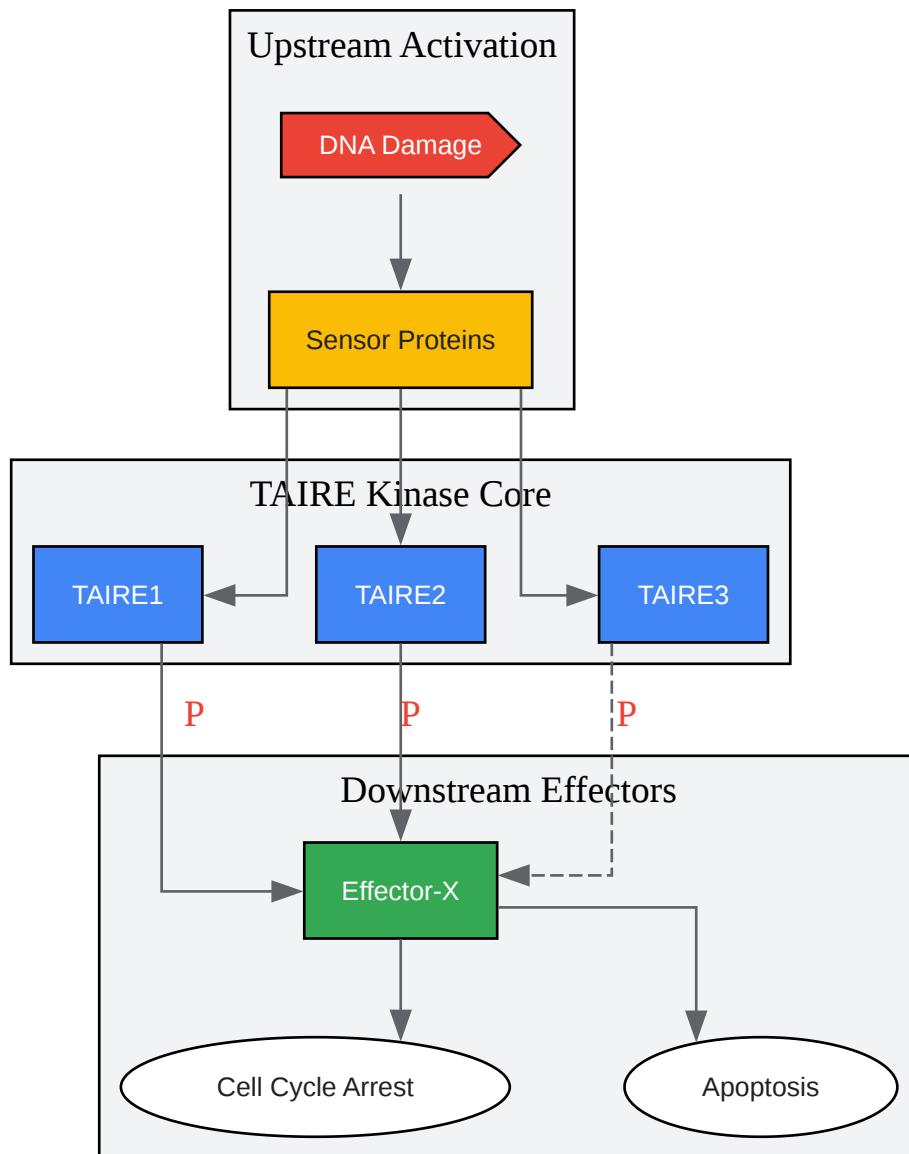 Upstream Activation
DNA Damage
Sensor Proteins
TAIRE Kinase Core
TAIRE1
TAIRE2
TAIRE3
P
P
P
Downstream Effectors
Effector-X
Cell Cycle Arrest
Apoptosis